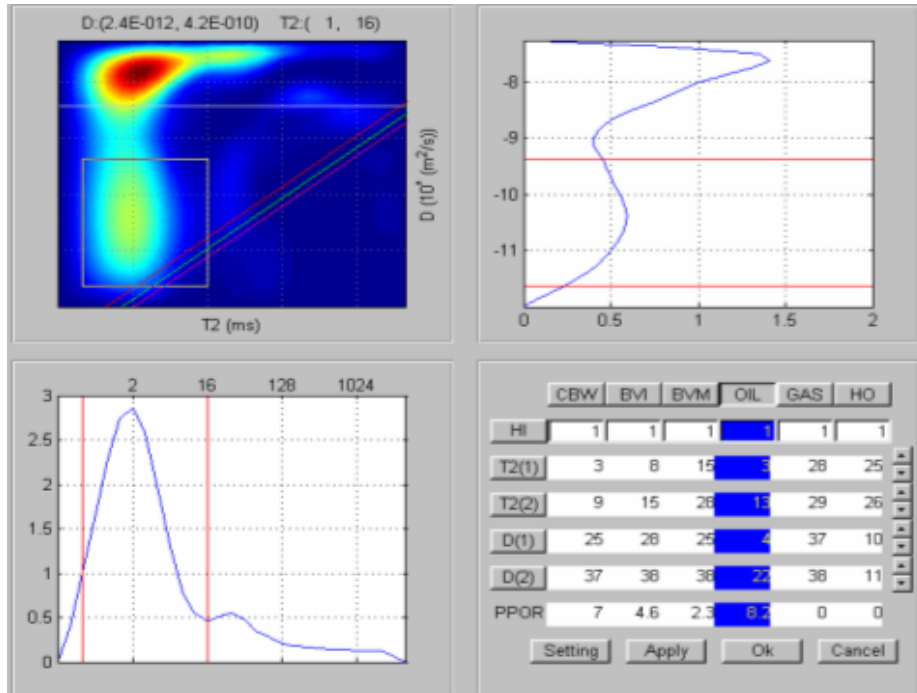 D:(2.4E-012, 4.2E-010) T2:( 1, 16)
D (10^ (m²/s))
T2 (ms)
-8
-9
-10
-11
0 0.5 1 1.5 2
2 16 128 1024
3
2.5
2
1.5
1
0.5
0
CBW BVI BVM OIL GAS HO
HI 1 1 1 1 1 1
T2(1) 3 8 15 3 28 25
T2(2) 9 15 28 13 29 26
D(1) 25 28 25 4 37 10
D(2) 37 38 38 22 38 11
PPOR 7 4.6 2.3 8.2 0 0
Setting Apply Ok Cancel